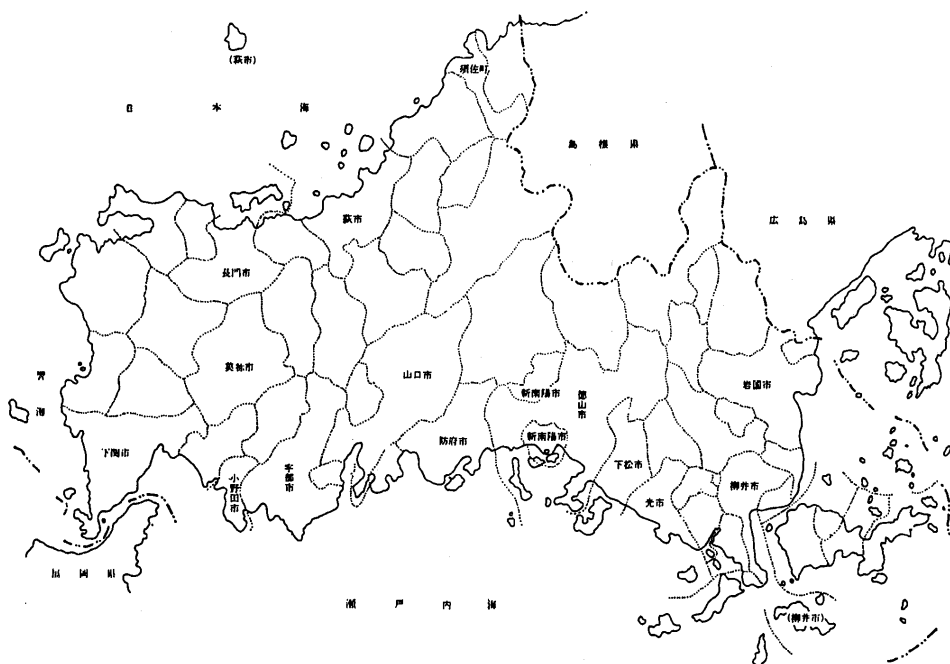 (萩市)
須佐町
日本海
島根県
広島県
萩市
長門市
美祢市
山口市
新南陽市
徳山市
岩国市
響海
防府市
新南陽市
下関市
宇部市
小野田市
下松市
光市
柳井市
福岡県
瀬戸内海
(柳井市)